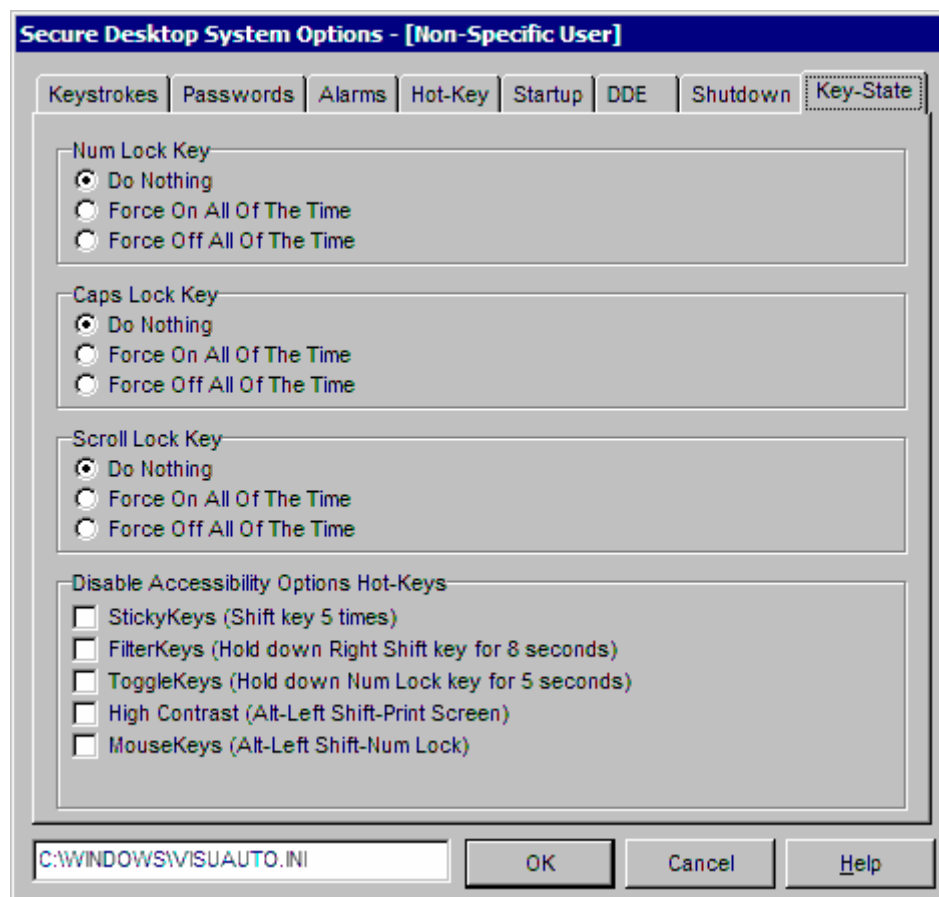 Secure Desktop System Options - [Non-Specific User]
Keystrokes Passwords Alarms Hot-Key Startup DDE Shutdown Key-State
Num Lock Key
Do Nothing
Force On All Of The Time
Force Off All Of The Time
Caps Lock Key
Do Nothing
Force On All Of The Time
Force Off All Of The Time
Scroll Lock Key
Do Nothing
Force On All Of The Time
Force Off All Of The Time
Disable Accessibility Options Hot-Keys
StickyKeys (Shift key 5 times)
FilterKeys (Hold down Right Shift key for 8 seconds)
ToggleKeys (Hold down Num Lock key for 5 seconds)
High Contrast (Alt-Left Shift-Print Screen)
MouseKeys (Alt-Left Shift-Num Lock)
C:\WINDOWS\VISUAUTO.INI OK Cancel Help